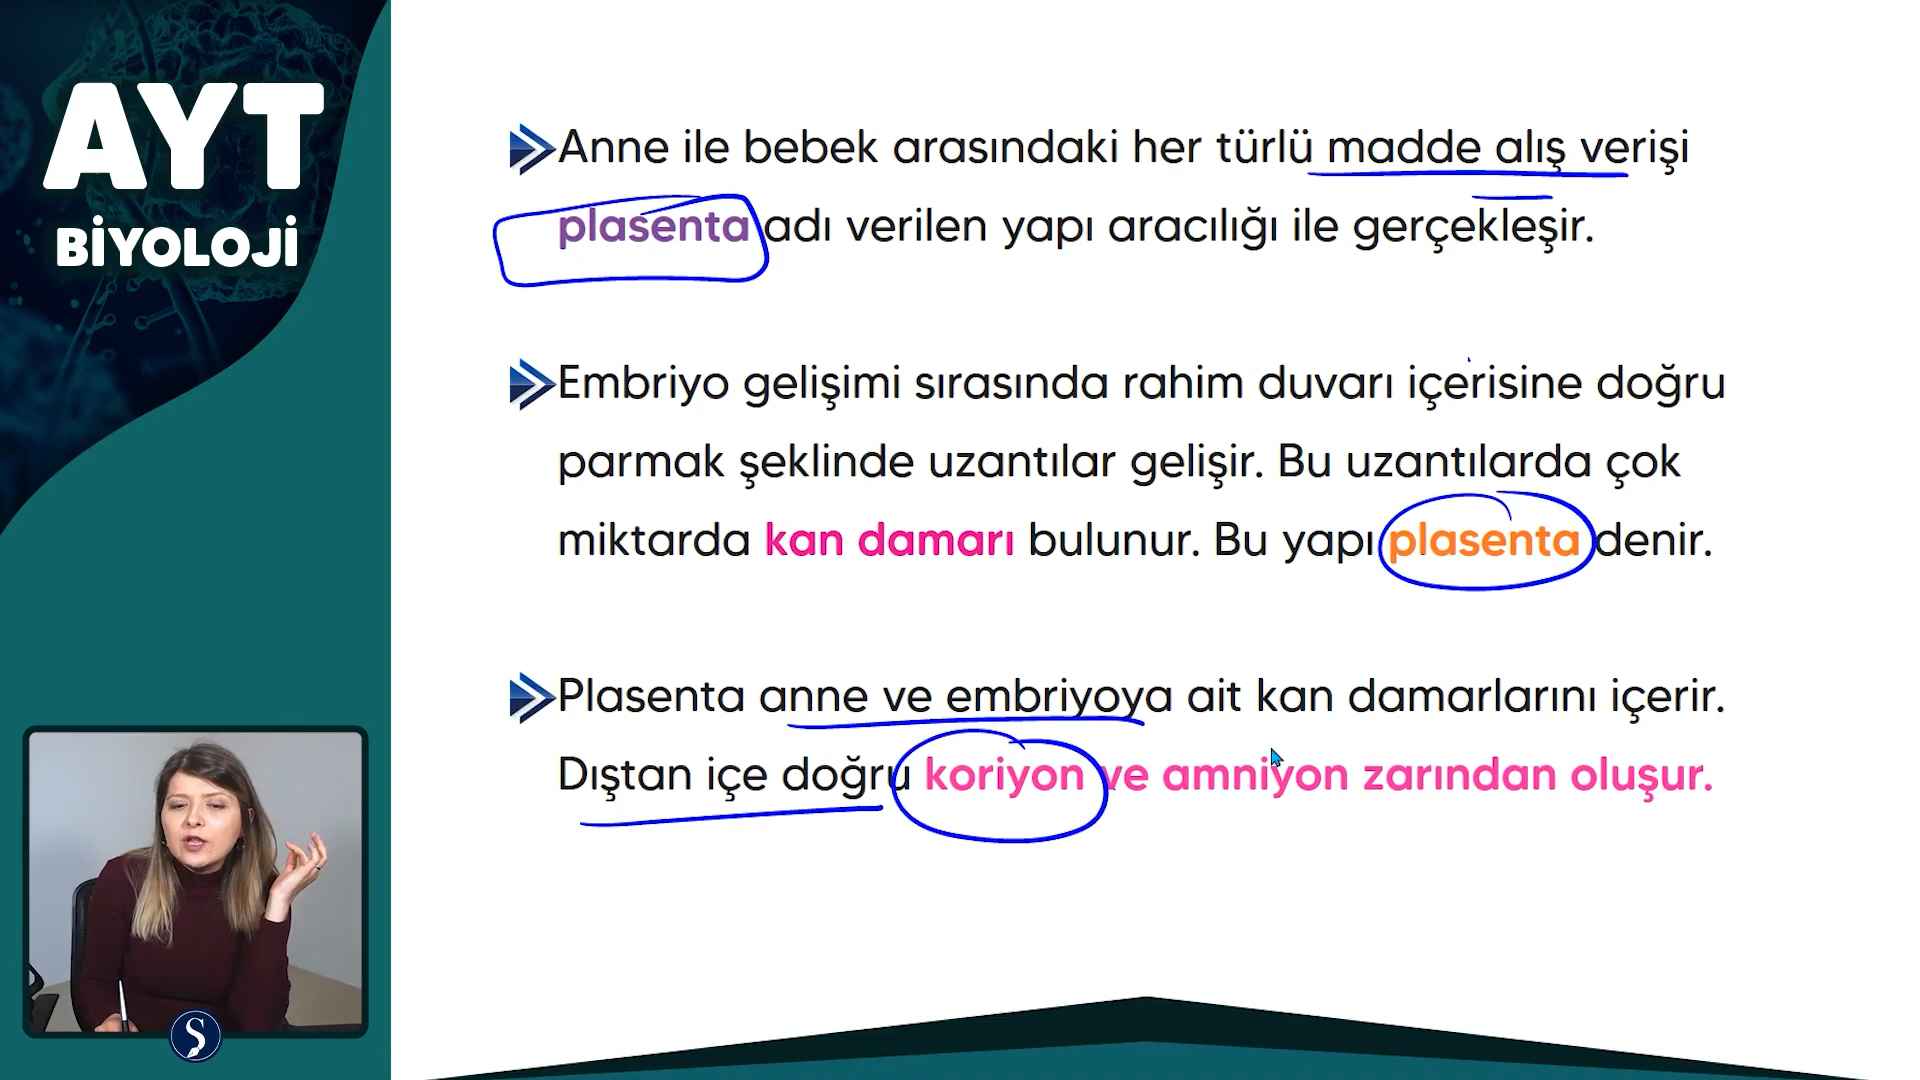 AYT
BİYOLOJİ
Anne ile bebek arasındaki her türlü madde alış verişi
plasenta adı verilen yapı aracılığı ile gerçekleşir.
Embriyo gelişimi sırasında rahim duvarı içerisine doğru
parmak şeklinde uzantılar gelişir. Bu uzantılarda çok
miktarda kan damarı bulunur. Bu yapı plasenta denir.
Plasenta anne ve embriyoya ait kan damarlarını içerir.
Dıştan içe doğru koriyon ve amniyon zarından oluşur.
Ş